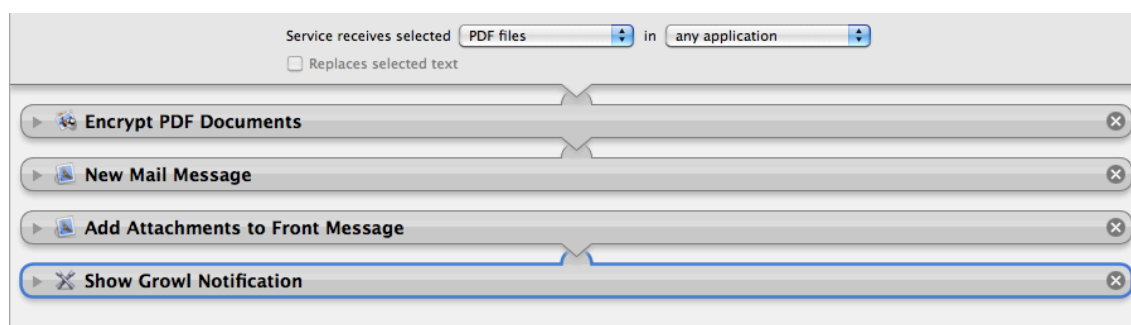 Service receives selected PDF files in any application
Replaces selected text
Encrypt PDF Documents
New Mail Message
Add Attachments to Front Message
Show Growl Notification